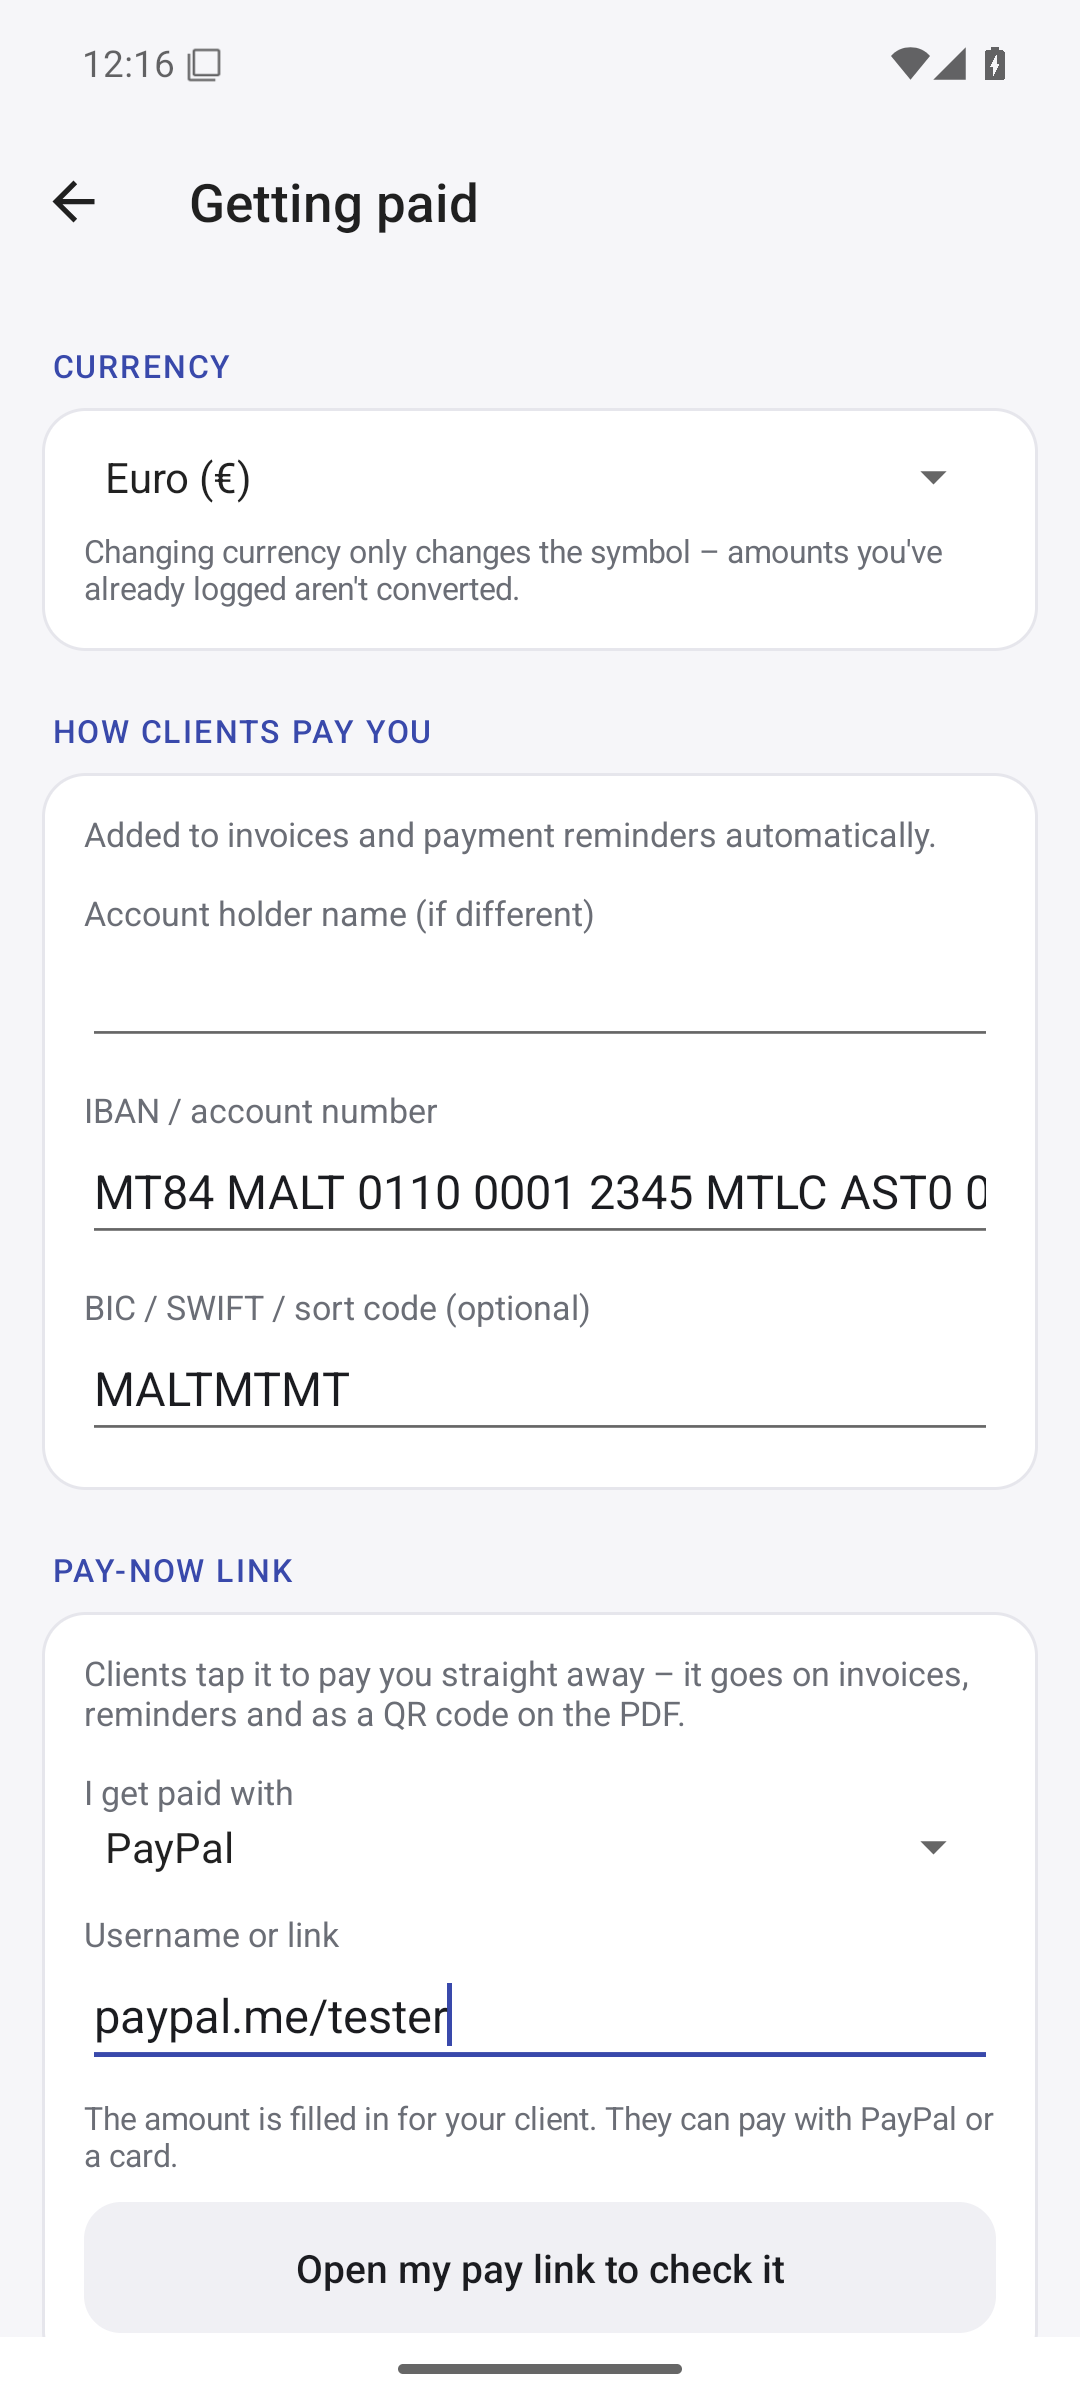 12:16
Getting paid
CURRENCY
Euro (€)
Changing currency only changes the symbol – amounts you've
already logged aren't converted.
HOW CLIENTS PAY YOU
Added to invoices and payment reminders automatically.
Account holder name (if different)
IBAN / account number
MT84 MALT 0110 0001 2345 MTLC AST0 0
BIC / SWIFT / sort code (optional)
MALTMTMT
PAY-NOW LINK
Clients tap it to pay you straight away – it goes on invoices,
reminders and as a QR code on the PDF.
I get paid with
PayPal
Username or link
paypal.me/tester
The amount is filled in for your client. They can pay with PayPal or
a card.
Open my pay link to check it